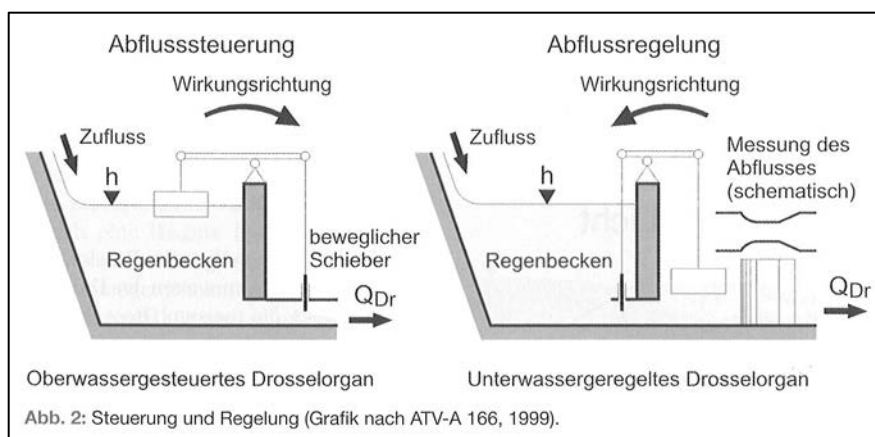 Abflusssteuerung
Wirkungsrichtung
Zufluss
h
Regenbecken
beweglicher
Schieber
QDr
Oberwassergesteuertes Drosselorgan
Abflussregelung
Wirkungsrichtung
Zufluss
h
Regenbecken
Messung des
Abflusses
(schematisch)
QDr
Unterwassergeregeltes Drosselorgan
Abb. 2: Steuerung und Regelung (Grafik nach ATV-A 166, 1999).